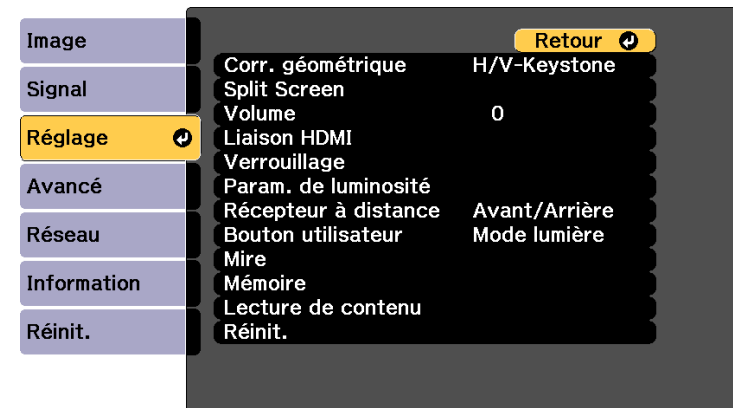 Image
Signal
Réglage
Avancé
Réseau
Information
Réinit.
Retour
Corr. géométrique H/V-Keystone
Split Screen
Volume 0
Liaison HDMI
Verrouillage
Param. de luminosité
Récepteur à distance Avant/Arrière
Bouton utilisateur Mode lumière
Mire
Mémoire
Lecture de contenu
Réinit.